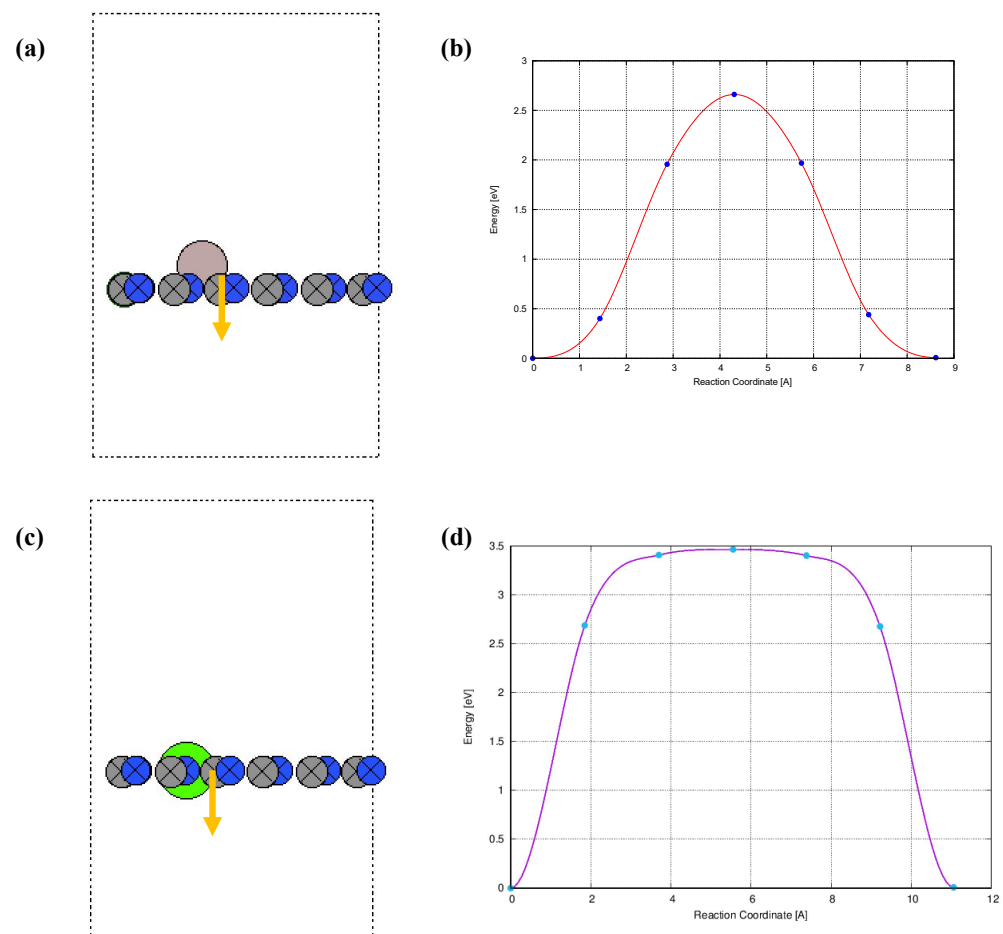 (a)
(b)
3
2.5
2
1.5
1
0.5
0
Energy [eV]
0 1 2 3 4 5 6 7 8 9
Reaction Coordinate [A]
(c)
(d)
3.5
3
2.5
2
1.5
1
0.5
0
Energy [eV]
0 2 4 6 8 10 12
Reaction Coordinate [A]